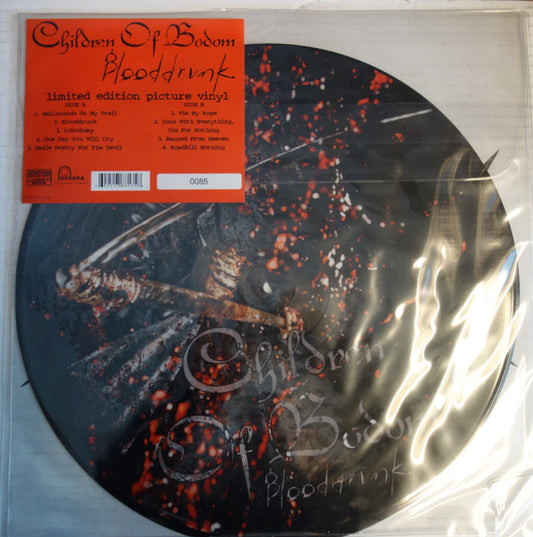 Children Of Bodom
Blooddrunk
limited edition picture vinyl
SIDE A
1. Hellhounds On My Trail
2. Blooddrunk
3. Lobodomy
4. One Day You Will Cry
5. Smile Pretty For The Devil
SIDE B
1. Tie My Rope
2. Done With Everything,
Die For Nothing
3. Banned From Heaven
4. Roadkill Morning
fontana
0085
Children
Of Bodom
Blooddrunk